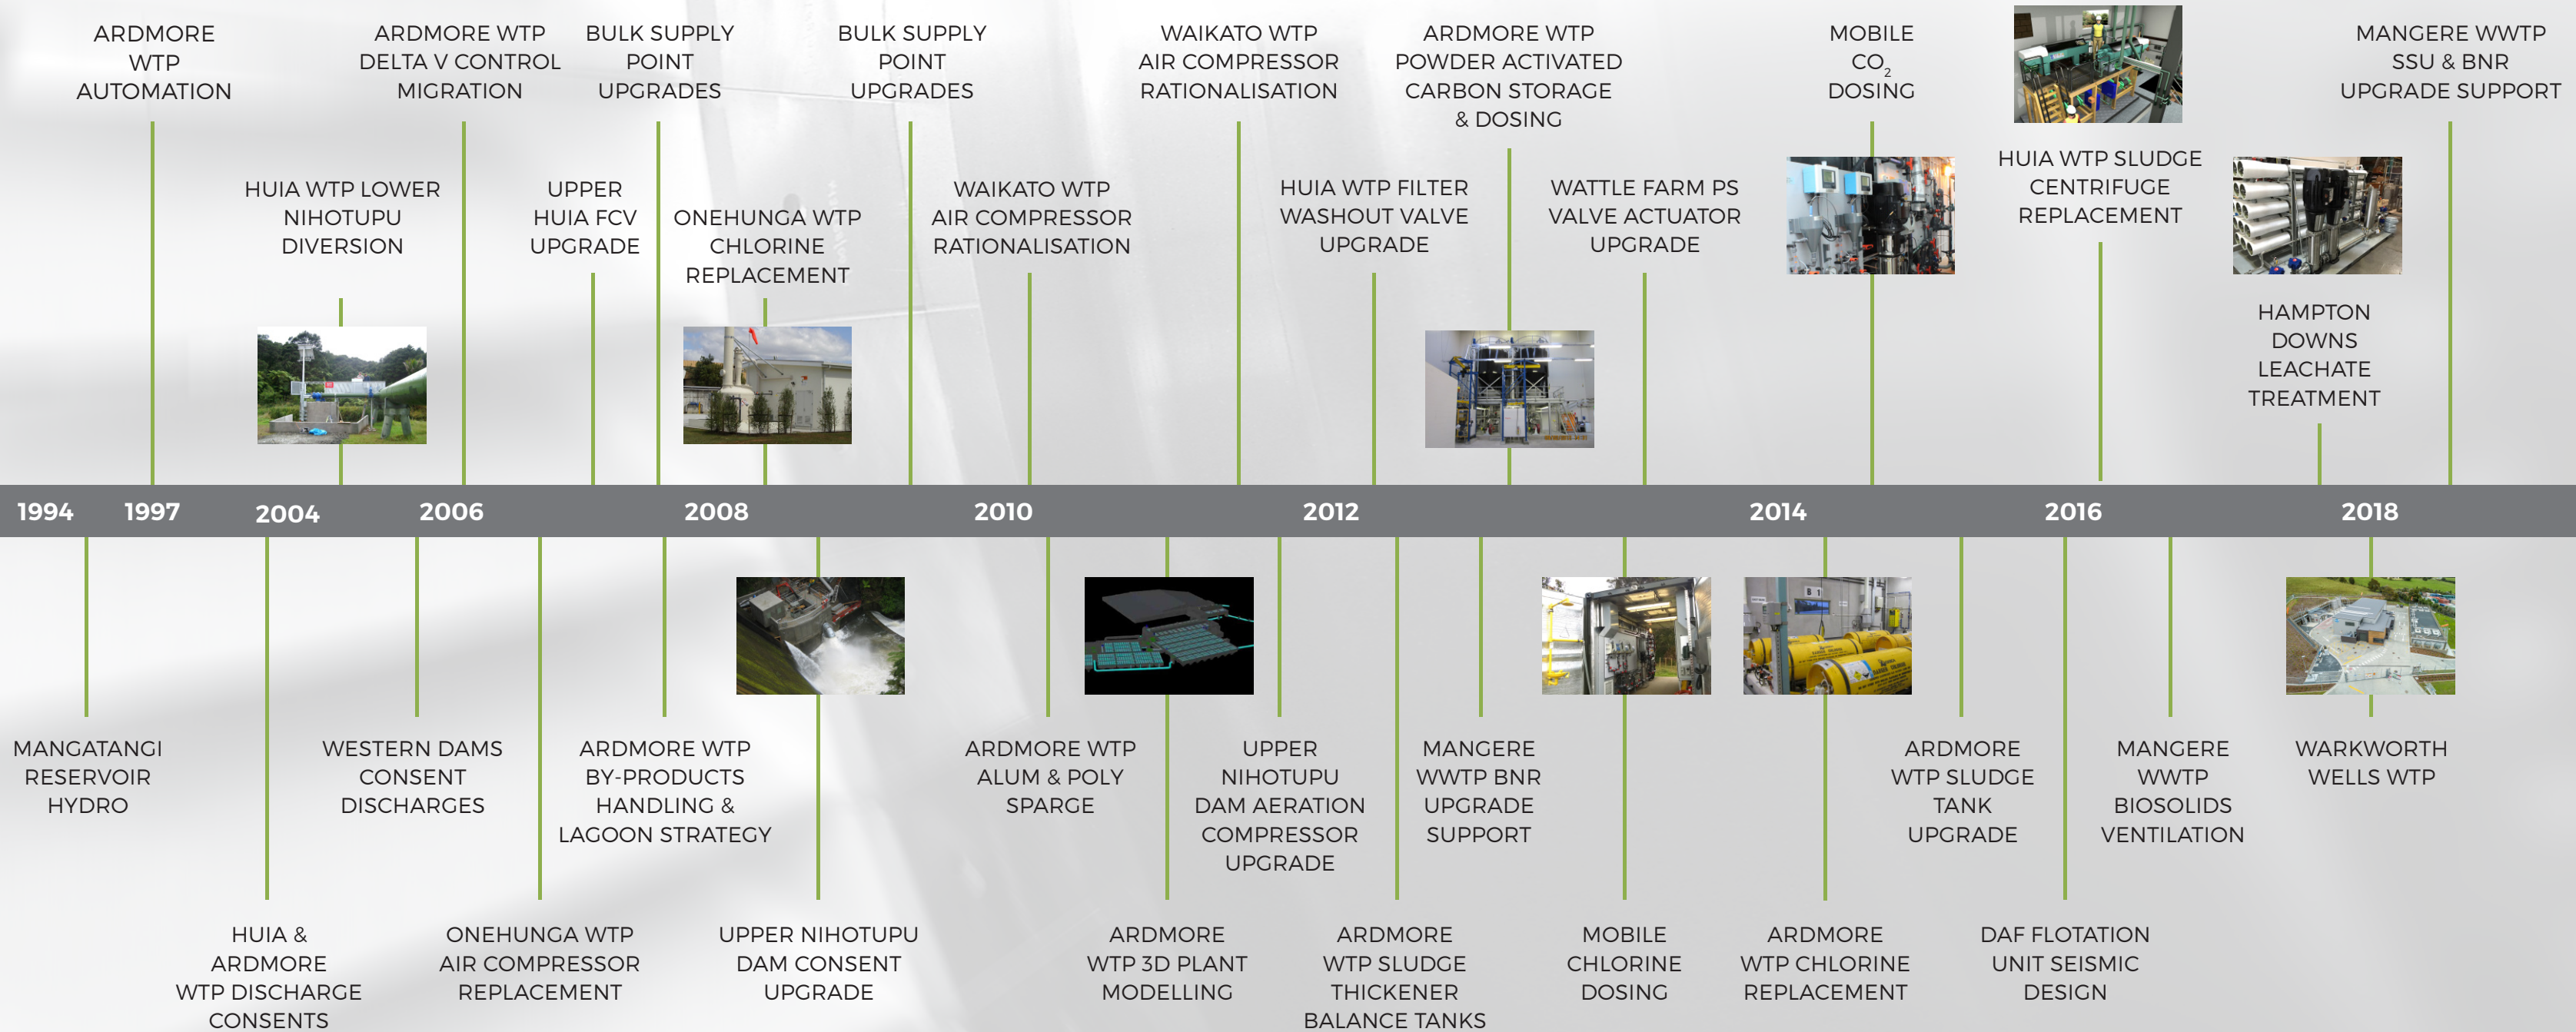 ARDMORE
WTP
AUTOMATION
ARDMORE WTP
DELTA V CONTROL
MIGRATION
BULK SUPPLY
POINT
UPGRADES
BULK SUPPLY
POINT
UPGRADES
WAIKATO WTP
AIR COMPRESSOR
RATIONALISATION
ARDMORE WTP
POWDER ACTIVATED
CARBON STORAGE
& DOSING
MOBILE
CO2
DOSING
MANGERE WWTP
SSU & BNR
UPGRADE SUPPORT
HUIA WTP LOWER
NIHOTUPU
DIVERSION
UPPER
HUIA FCV
UPGRADE
ONEHUNGA WTP
CHLORINE
REPLACEMENT
WAIKATO WTP
AIR COMPRESSOR
RATIONALISATION
HUIA WTP FILTER
WASHOUT VALVE
UPGRADE
WATTLE FARM PS
VALVE ACTUATOR
UPGRADE
HUIA WTP SLUDGE
CENTRIFUGE
REPLACEMENT
HAMPTON
DOWNS
LEACHATE
TREATMENT
1994 1997 2004 2006 2008 2010 2012 2014 2016 2018
MANGATANGI
RESERVOIR
HYDRO
WESTERN DAMS
CONSENT
DISCHARGES
ARDMORE WTP
BY-PRODUCTS
HANDLING &
LAGOON STRATEGY
ARDMORE WTP
ALUM & POLY
SPARGE
UPPER
NIHOTUPU
DAM AERATION
COMPRESSOR
UPGRADE
MANGERE
WWTP BNR
UPGRADE
SUPPORT
ARDMORE
WTP SLUDGE
TANK
UPGRADE
MANGERE
WWTP
BIOSOLIDS
VENTILATION
WARKWORTH
WELLS WTP
HUIA &
ARDMORE
WTP DISCHARGE
CONSENTS
ONEHUNGA WTP
AIR COMPRESSOR
REPLACEMENT
UPPER NIHOTUPU
DAM CONSENT
UPGRADE
ARDMORE
WTP 3D PLANT
MODELLING
ARDMORE
WTP SLUDGE
THICKENER
BALANCE TANKS
MOBILE
CHLORINE
DOSING
ARDMORE
WTP CHLORINE
REPLACEMENT
DAF FLOTATION
UNIT SEISMIC
DESIGN